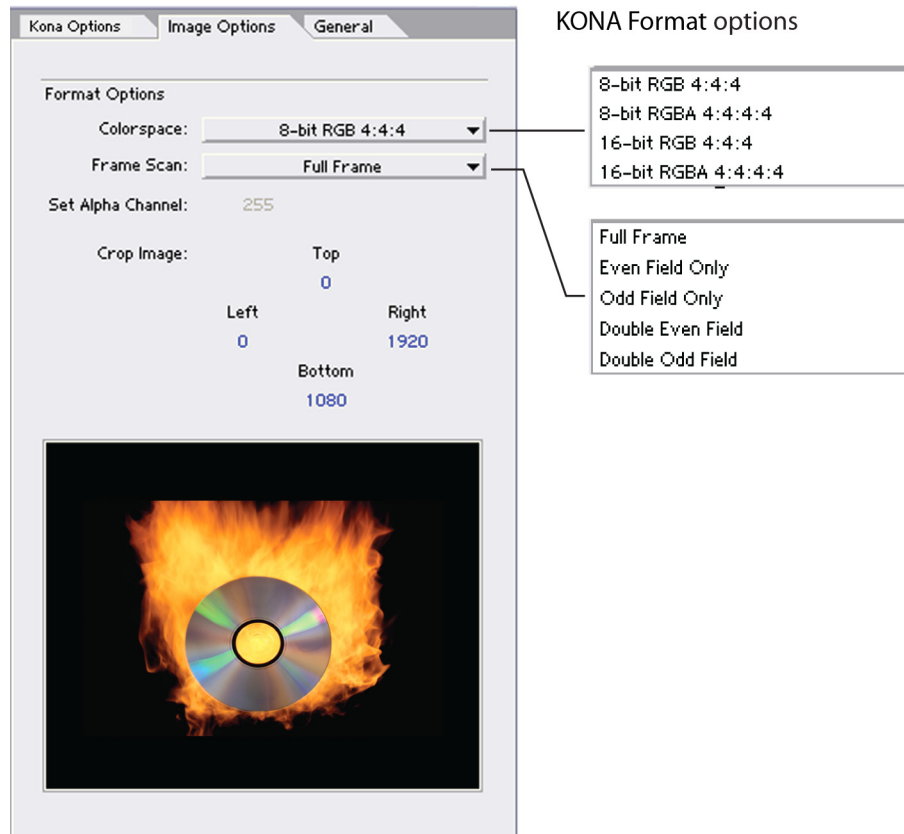 Kona Options Image Options General
KONA Format options
Format Options
Colorspace: 8-bit RGB 4:4:4
Frame Scan: Full Frame
Set Alpha Channel: 255
Crop Image: Top
0
Left Right
0 1920
Bottom
1080
8-bit RGB 4:4:4
8-bit RGBA 4:4:4:4
16-bit RGB 4:4:4
16-bit RGBA 4:4:4:4
Full Frame
Even Field Only
Odd Field Only
Double Even Field
Double Odd Field